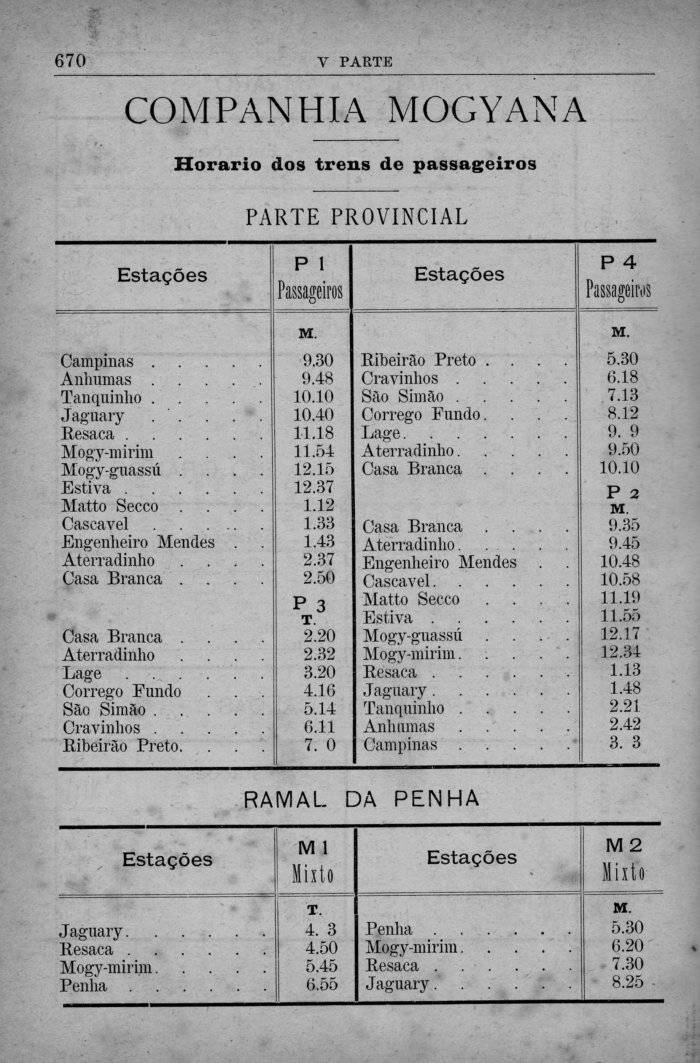 670 V PARTE
COMPANHIA MOGYANA
Horario dos trens de passageiros
PARTE PROVINCIAL
Estações P 1 Passageiros
M.
Campinas . . . . . 9.30
Anhumas . . . . . 9.48
Tanquinho . . . . . 10.10
Jaguary . . . . . 10.40
Resaca . . . . . . 11.18
Mogy-mirim . . . . 11.54
Mogy-guassú . . . . 12.15
Estiva . . . . . . 12.37
Matto Secco . . . . 1.12
Cascavel . . . . . 1.33
Engenheiro Mendes . . 1.43
Aterradinho . . . . 2.37
Casa Branca . . . . 2.50
P 3
T.
Casa Branca . . . . 2.20
Aterradinho . . . . 2.32
Lage . . . . . . 3.20
Corrego Fundo . . . 4.16
São Simão . . . . . 5.14
Cravinhos . . . . . 6.11
Ribeirão Preto. . . . 7. 0
Estações P 4 Passageiros
M.
Ribeirão Preto . . . . 5.30
Cravinhos . . . . . 6.18
São Simão . . . . . 7.13
Corrego Fundo. . . . 8.12
Lage. . . . . . . 9. 9
Aterradinho. . . . . 9.50
Casa Branca . . . . 10.10
P 2
M.
Casa Branca . . . . 9.35
Aterradinho. . . . . 9.45
Engenheiro Mendes . . 10.48
Cascavel. . . . . . 10.58
Matto Secco . . . . 11.19
Estiva . . . . . . 11.55
Mogy-guassú . . . . 12.17
Mogy-mirim. . . . . 12.34
Resaca . . . . . . 1.13
Jaguary. . . . . . 1.48
Tanquinho . . . . . 2.21
Anhumas . . . . . 2.42
Campinas . . . . . 3. 3
RAMAL DA PENHA
Estações M 1 Mixto
T.
Jaguary. . . . . . 4. 3
Resaca . . . . . . 4.50
Mogy-mirim. . . . . 5.45
Penha . . . . . . 6.55
Estações M 2 Mixto
M.
Penha . . . . . . 5.30
Mogy-mirim. . . . . 6.20
Resaca . . . . . . 7.30
Jaguary. . . . . . 8.25